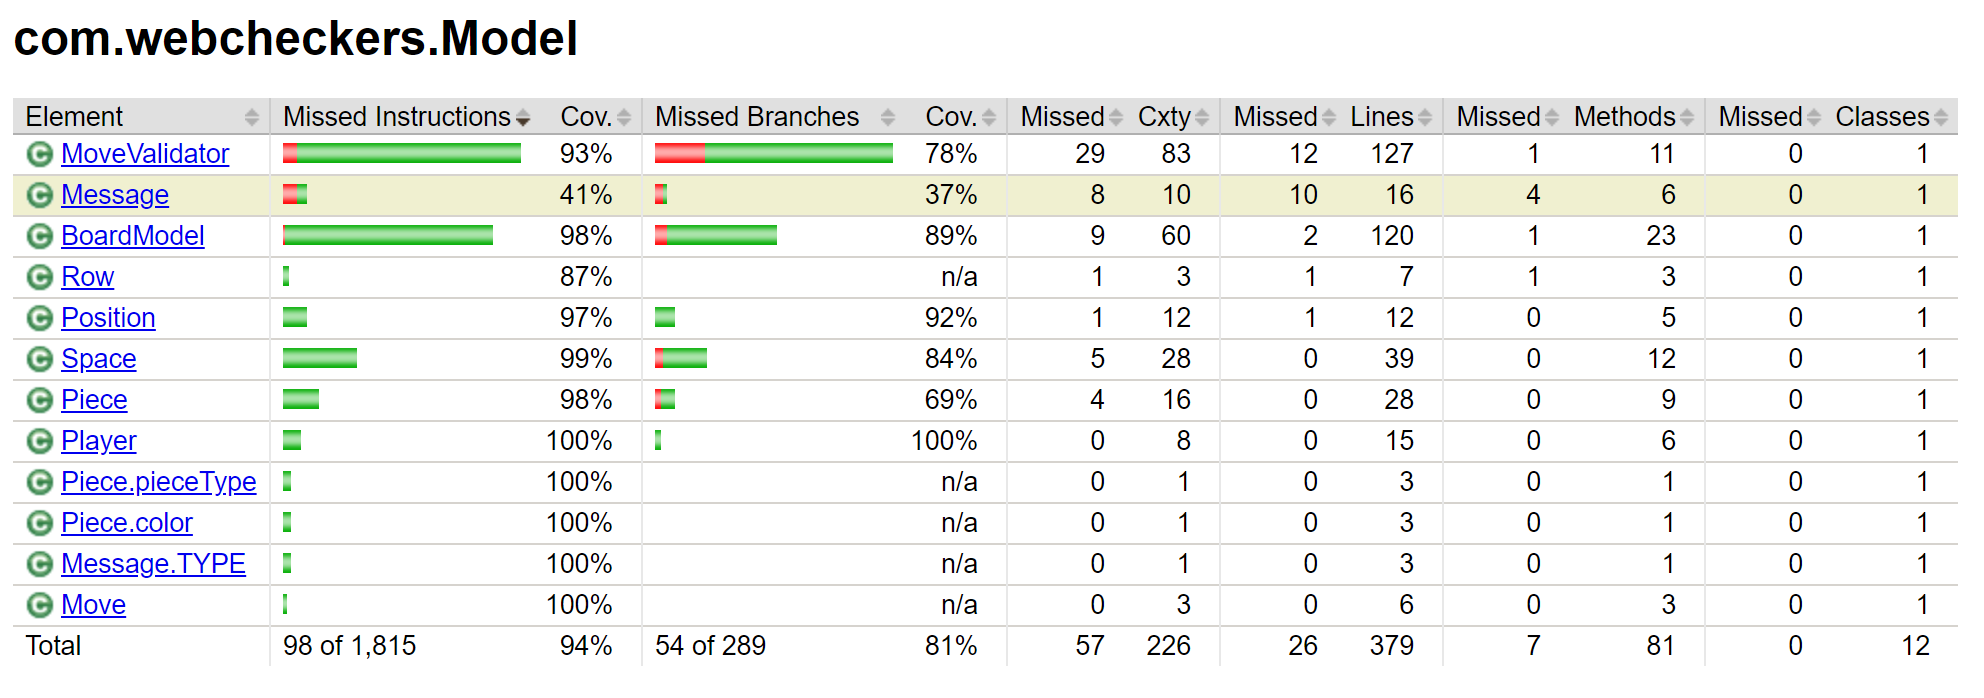 com.webcheckers.Model
Element Missed Instructions Cov. Missed Branches Cov. Missed Cxty Missed Lines Missed Methods Missed Classes
C MoveValidator 93% 78% 29 83 12 127 1 11 0 1
C Message 41% 37% 8 10 10 16 4 6 0 1
C BoardModel 98% 89% 9 60 2 120 1 23 0 1
C Row 87% n/a 1 3 1 7 1 3 0 1
C Position 97% 92% 1 12 1 12 0 5 0 1
C Space 99% 84% 5 28 0 39 0 12 0 1
C Piece 98% 69% 4 16 0 28 0 9 0 1
C Player 100% 100% 0 8 0 15 0 6 0 1
C Piece.pieceType 100% n/a 0 1 0 3 0 1 0 1
C Piece.color 100% n/a 0 1 0 3 0 1 0 1
C Message.TYPE 100% n/a 0 1 0 3 0 1 0 1
C Move 100% n/a 0 3 0 6 0 3 0 1
Total 98 of 1,815 94% 54 of 289 81% 57 226 26 379 7 81 0 12